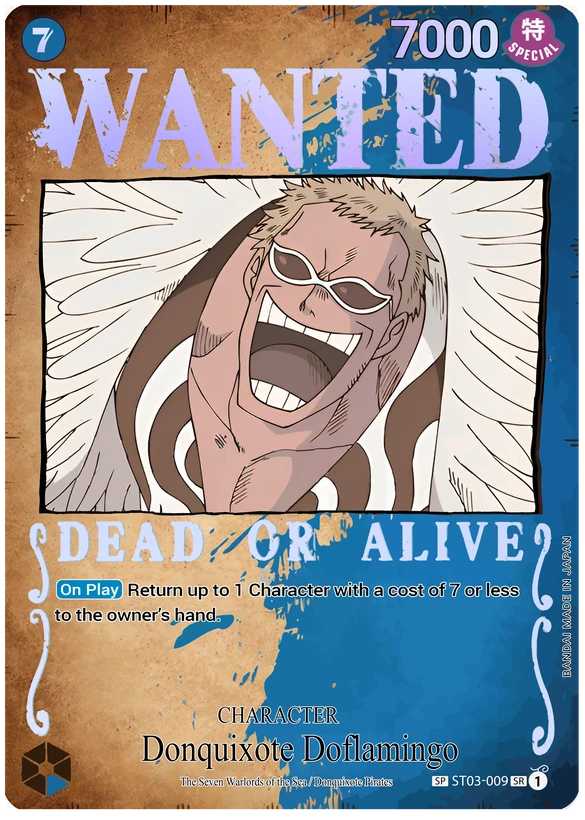 7
7000
特
SPECIAL
WANTED
DEAD OR ALIVE
On Play Return up to 1 Character with a cost of 7 or less
to the owner's hand.
BANDAI MADE IN JAPAN
CHARACTER
Donquixote Doflamingo
The Seven Warlords of the Sea / Donquixote Pirates
SP ST03-009 SR 1